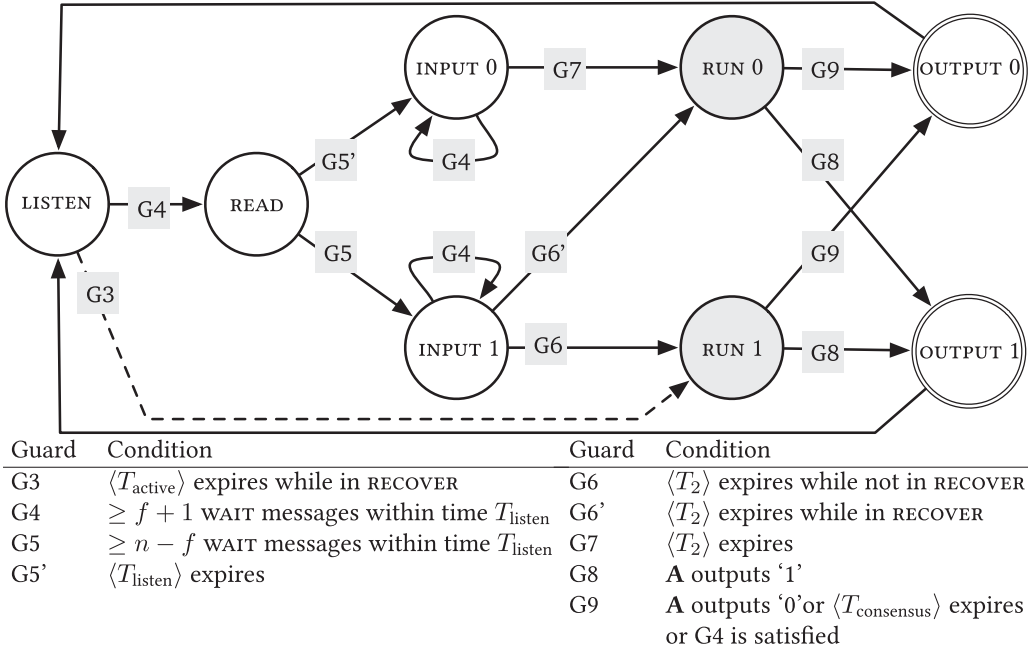 INPUT 0
G7
RUN 0
G9
OUTPUT 0
G5'
G4
G8
LISTEN
G4
READ
G5
G4
G6'
G9
G3
INPUT 1
G6
RUN 1
G8
OUTPUT 1
Guard Condition
G3 ⟨T_active⟩ expires while in RECOVER
G4 ≥ f + 1 WAIT messages within time T_listen
G5 ≥ n − f WAIT messages within time T_listen
G5' ⟨T_listen⟩ expires
Guard Condition
G6 ⟨T_2⟩ expires while not in RECOVER
G6' ⟨T_2⟩ expires while in RECOVER
G7 ⟨T_2⟩ expires
G8 A outputs '1'
G9 A outputs '0'or ⟨T_consensus⟩ expires
or G4 is satisfied